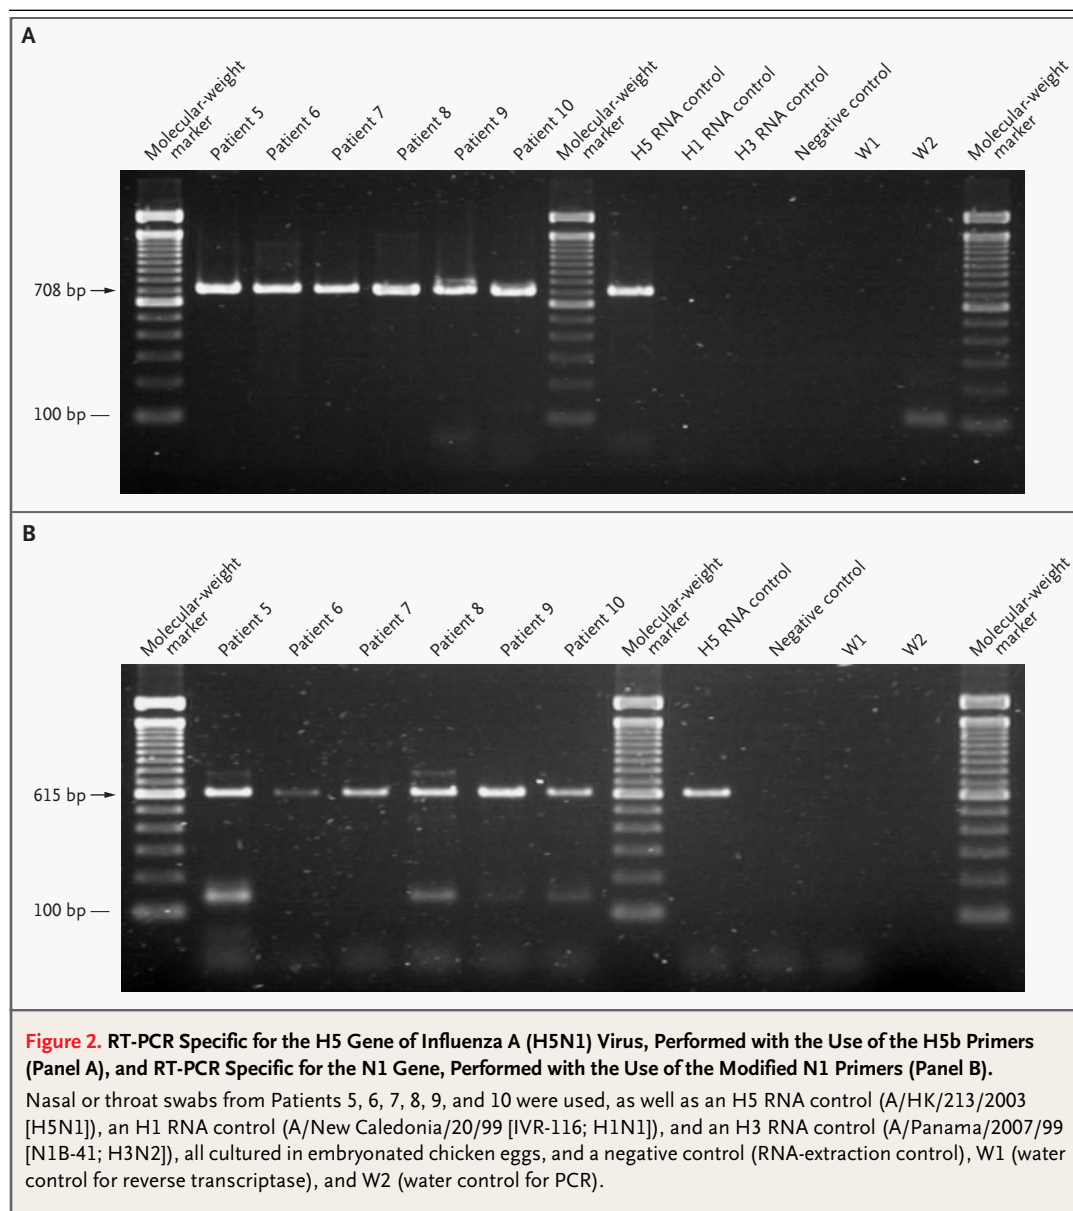 A
Molecular-weight
marker
Patient 5
Patient 6
Patient 7
Patient 8
Patient 9
Patient 10
Molecular-weight
marker
H5 RNA control
H1 RNA control
H3 RNA control
Negative control
W1
W2
Molecular-weight
marker
708 bp
100 bp
B
Molecular-weight
marker
Patient 5
Patient 6
Patient 7
Patient 8
Patient 9
Patient 10
Molecular-weight
marker
H5 RNA control
Negative control
W1
W2
Molecular-weight
marker
615 bp
100 bp
Figure 2. RT-PCR Specific for the H5 Gene of Influenza A (H5N1) Virus, Performed with the Use of the H5b Primers
(Panel A), and RT-PCR Specific for the N1 Gene, Performed with the Use of the Modified N1 Primers (Panel B).
Nasal or throat swabs from Patients 5, 6, 7, 8, 9, and 10 were used, as well as an H5 RNA control (A/HK/213/2003
[H5N1]), an H1 RNA control (A/New Caledonia/20/99 [IVR-116; H1N1]), and an H3 RNA control (A/Panama/2007/99
[N1B-41; H3N2]), all cultured in embryonated chicken eggs, and a negative control (RNA-extraction control), W1 (water
control for reverse transcriptase), and W2 (water control for PCR).